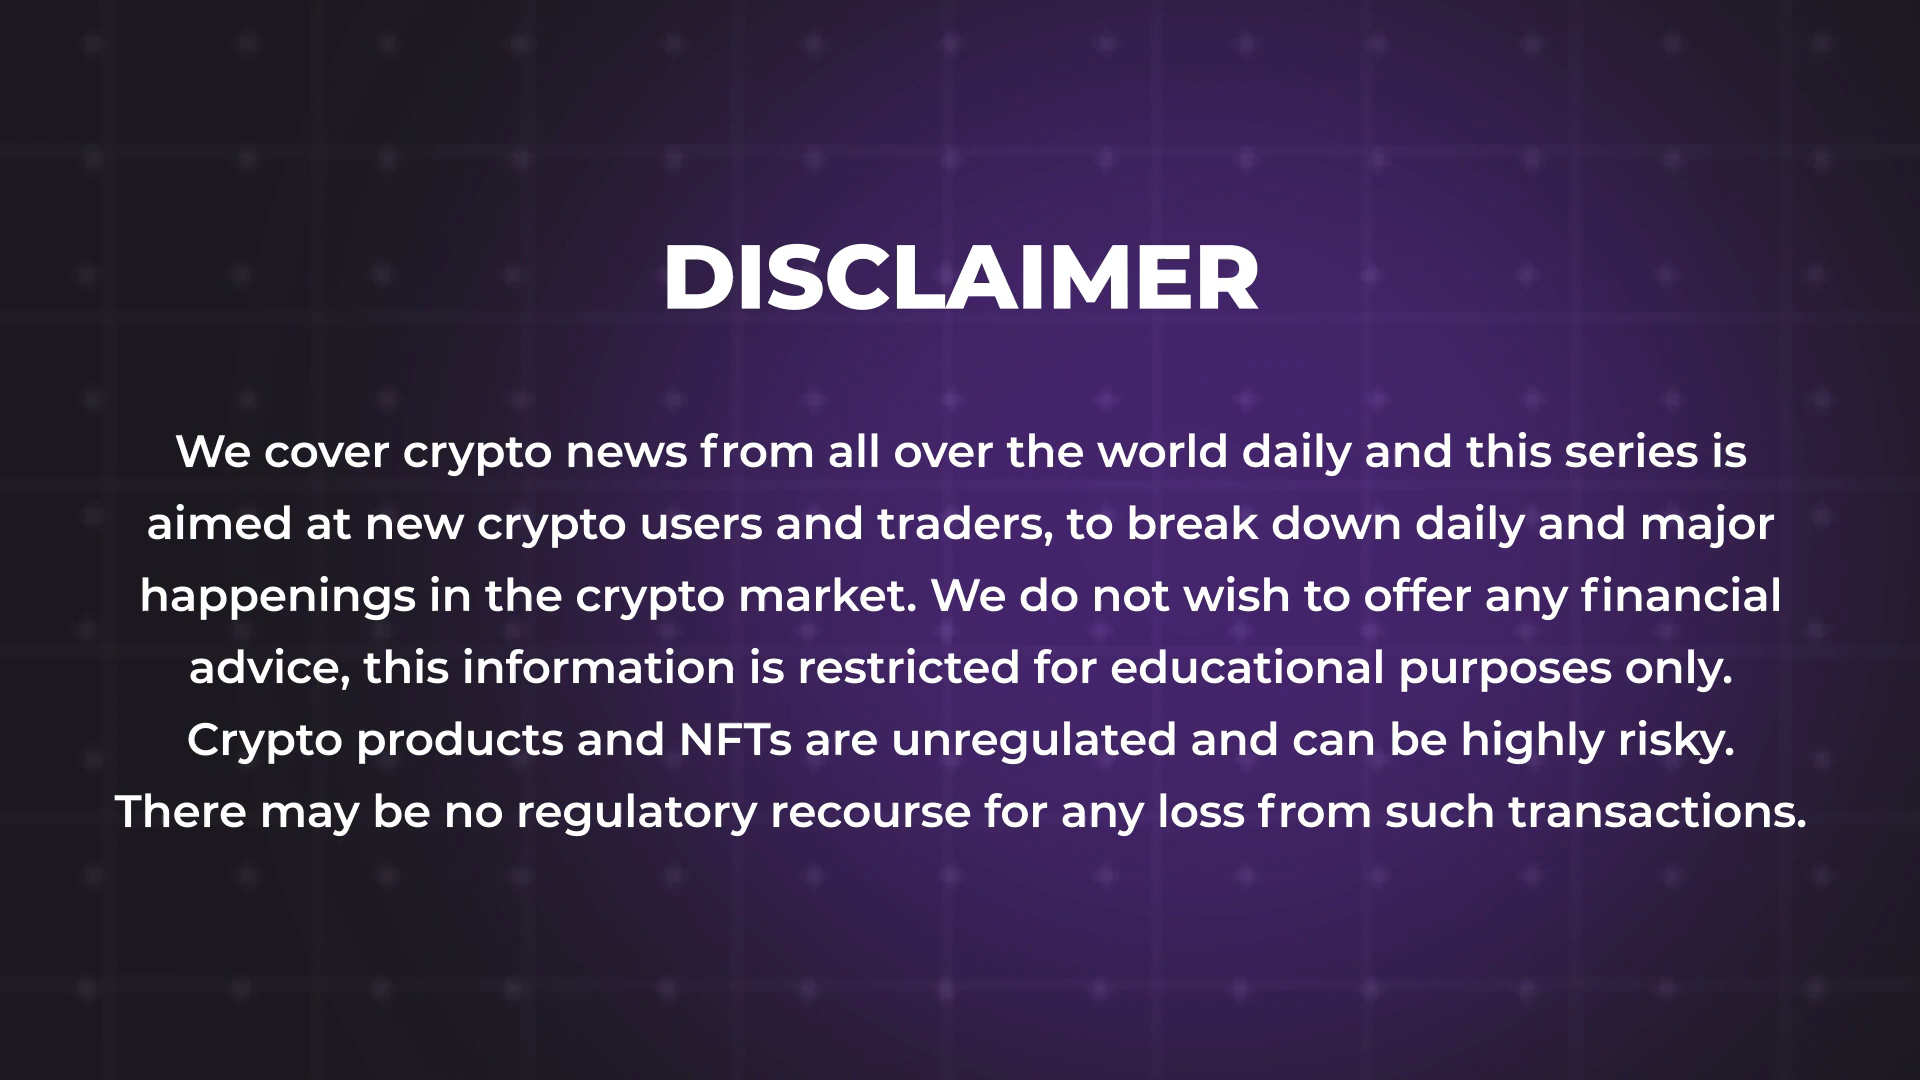 DISCLAIMER
We cover crypto news from all over the world daily and this series is
aimed at new crypto users and traders, to break down daily and major
happenings in the crypto market. We do not wish to offer any financial
advice, this information is restricted for educational purposes only.
Crypto products and NFTs are unregulated and can be highly risky.
There may be no regulatory recourse for any loss from such transactions.